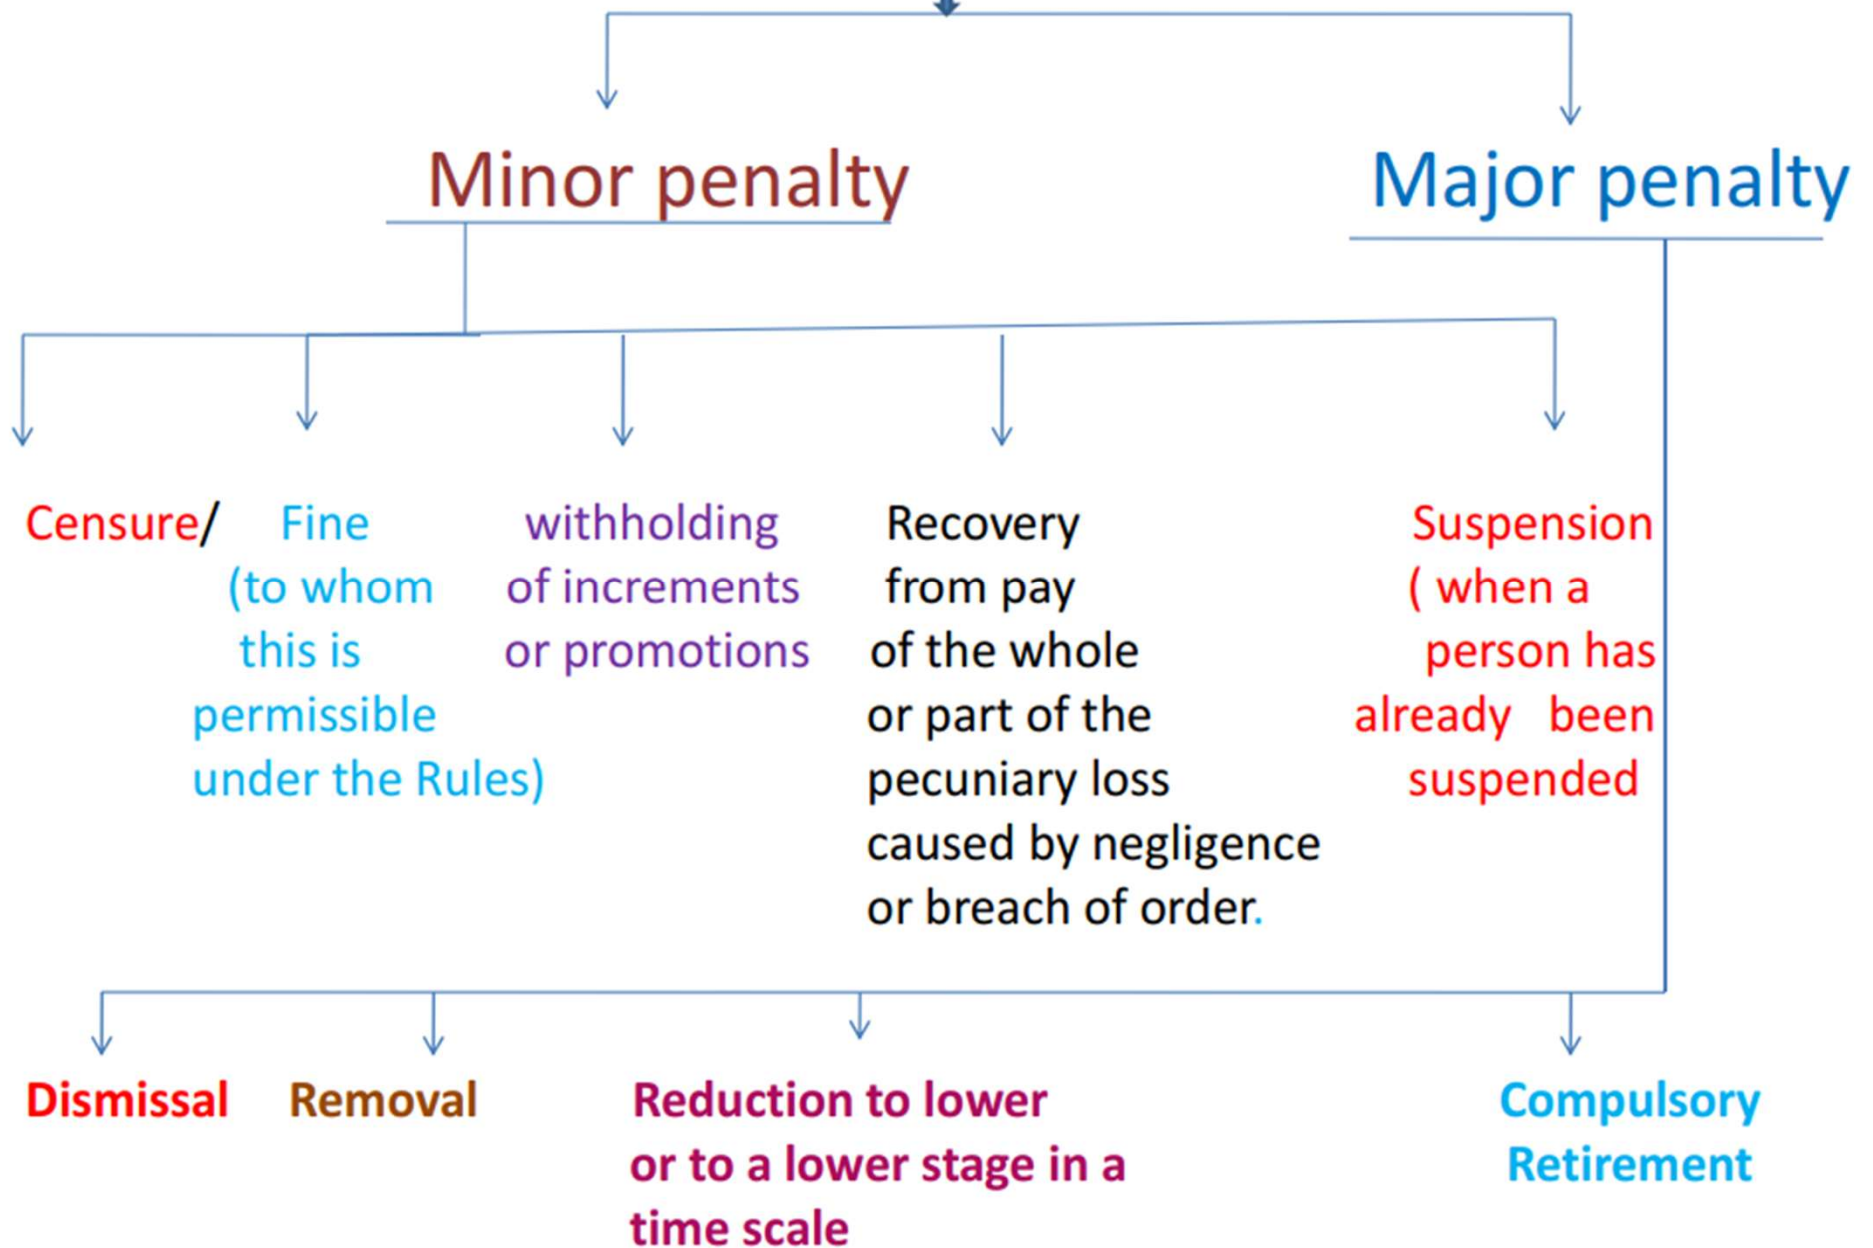 Minor penalty
Major penalty
Censure/
Fine
(to whom
this is
permissible
under the Rules)
withholding
of increments
or promotions
Recovery
from pay
of the whole
or part of the
pecuniary loss
caused by negligence
or breach of order.
Suspension
( when a
person has
already been
suspended
Dismissal
Removal
Reduction to lower
or to a lower stage in a
time scale
Compulsory
Retirement